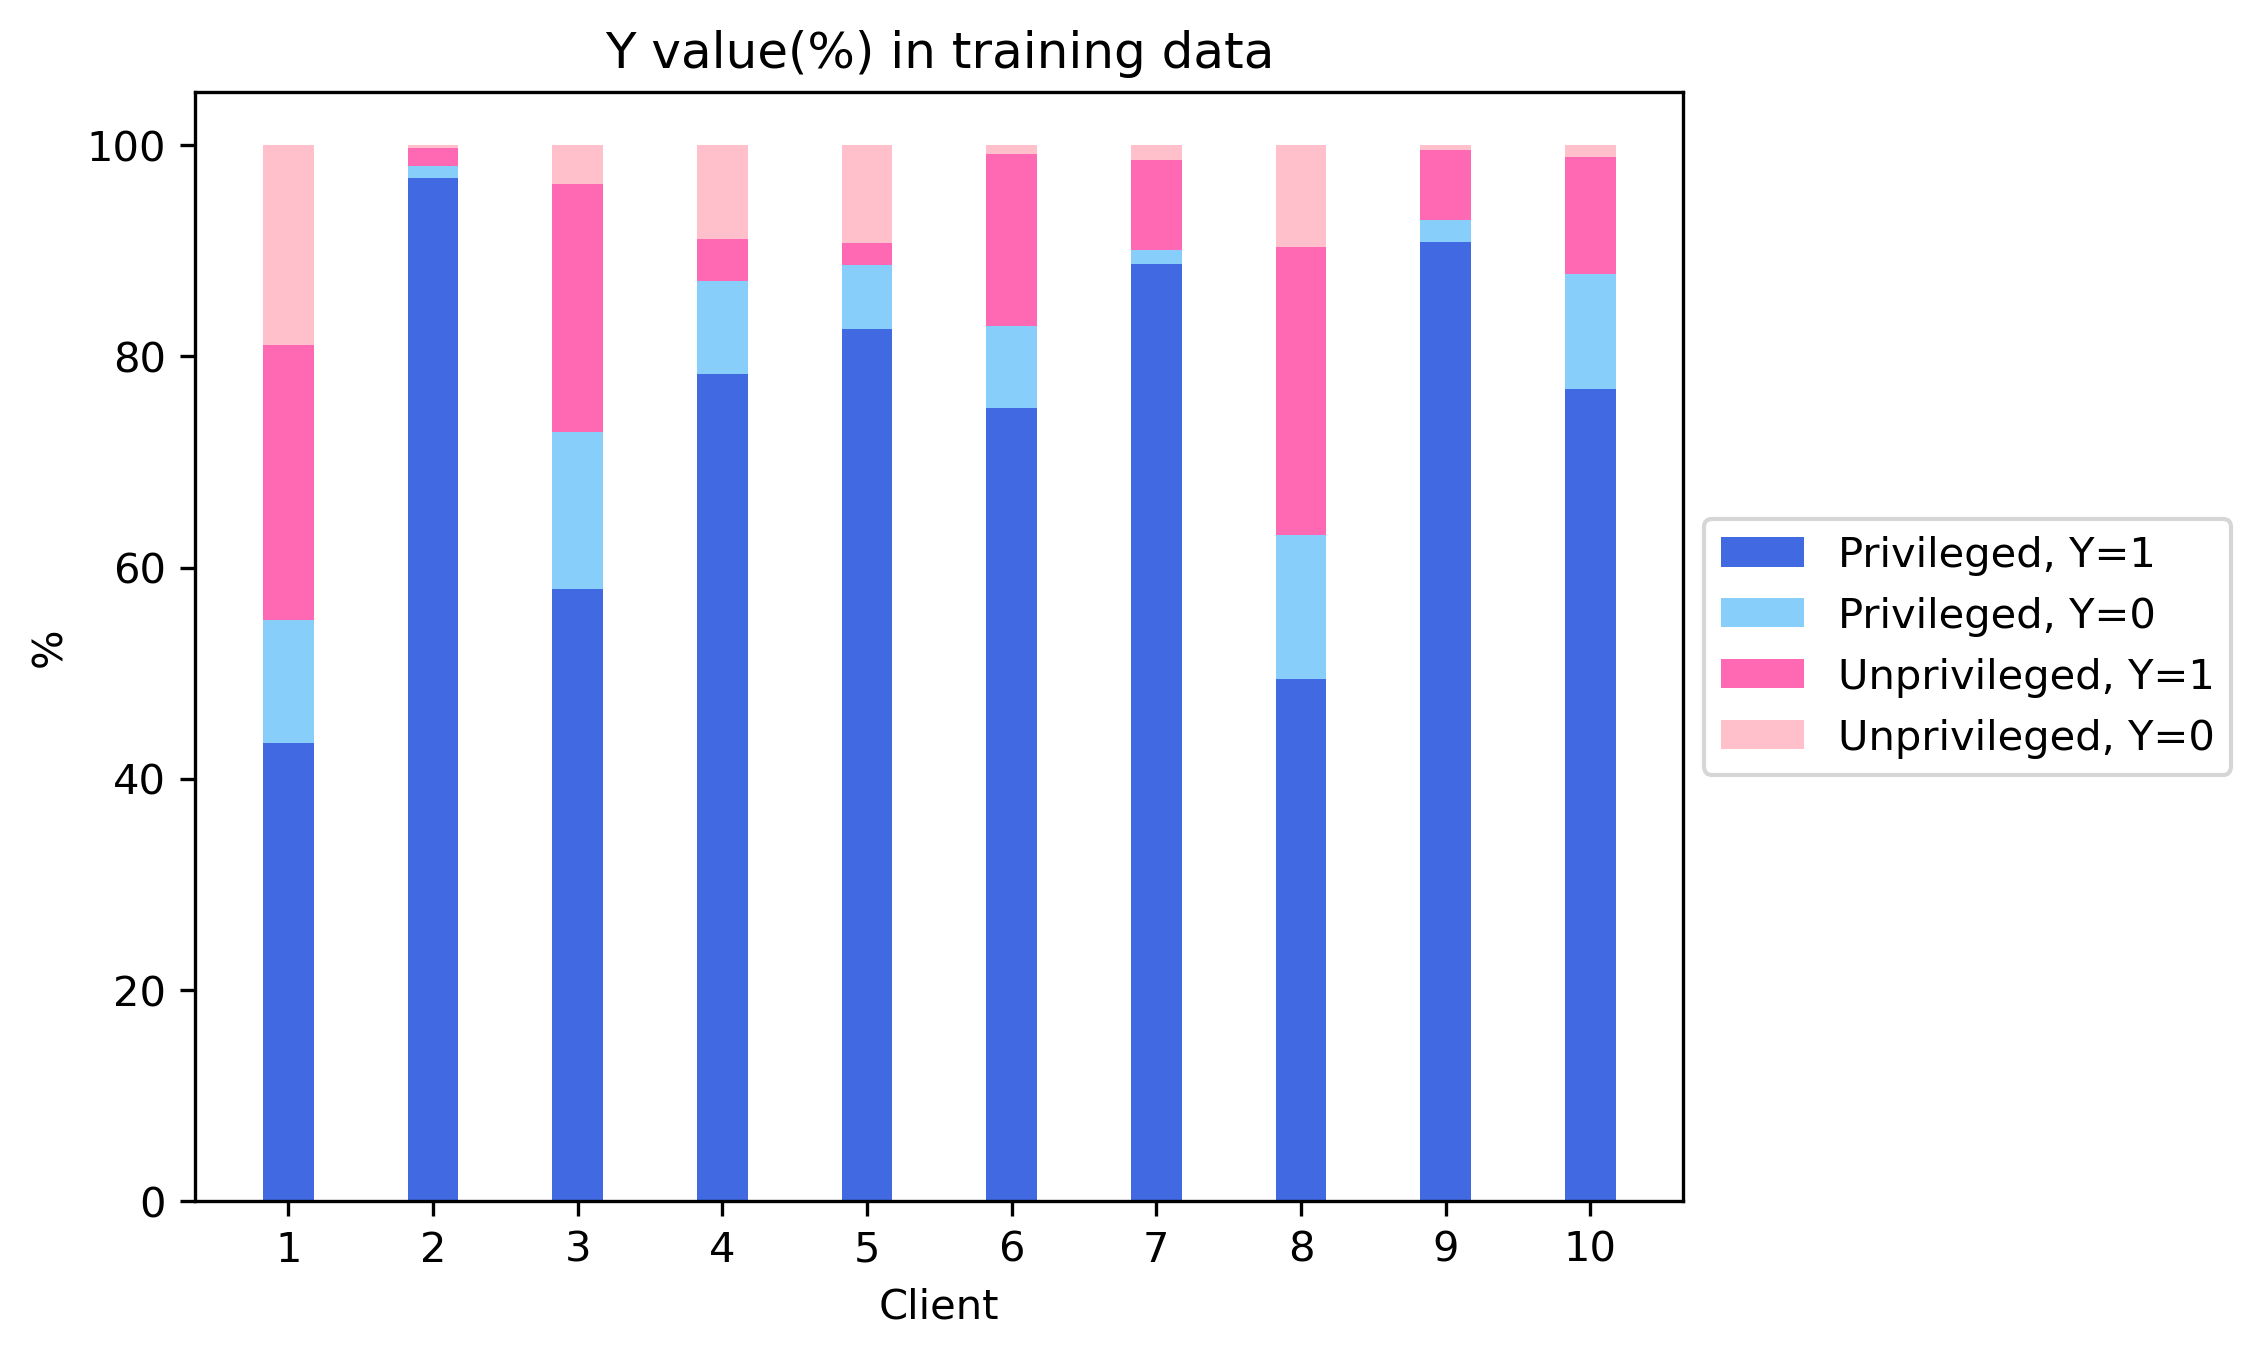 Y value(%) in training data
100
80
60
40
20
0
%
1 2 3 4 5 6 7 8 9 10
Client
Privileged, Y=1
Privileged, Y=0
Unprivileged, Y=1
Unprivileged, Y=0